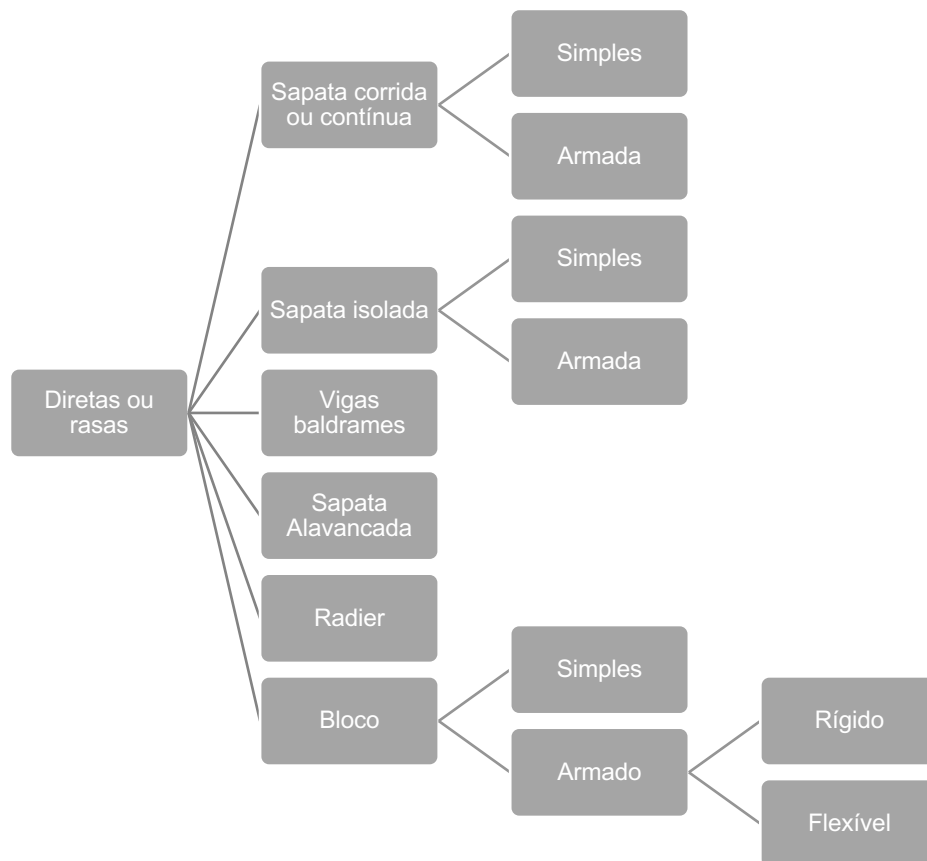 Simples
Sapata corrida
ou contínua
Armada
Simples
Sapata isolada
Armada
Diretas ou
rasas
Vigas
baldrames
Sapata
Alavancada
Radier
Simples
Bloco
Rígido
Armado
Flexível